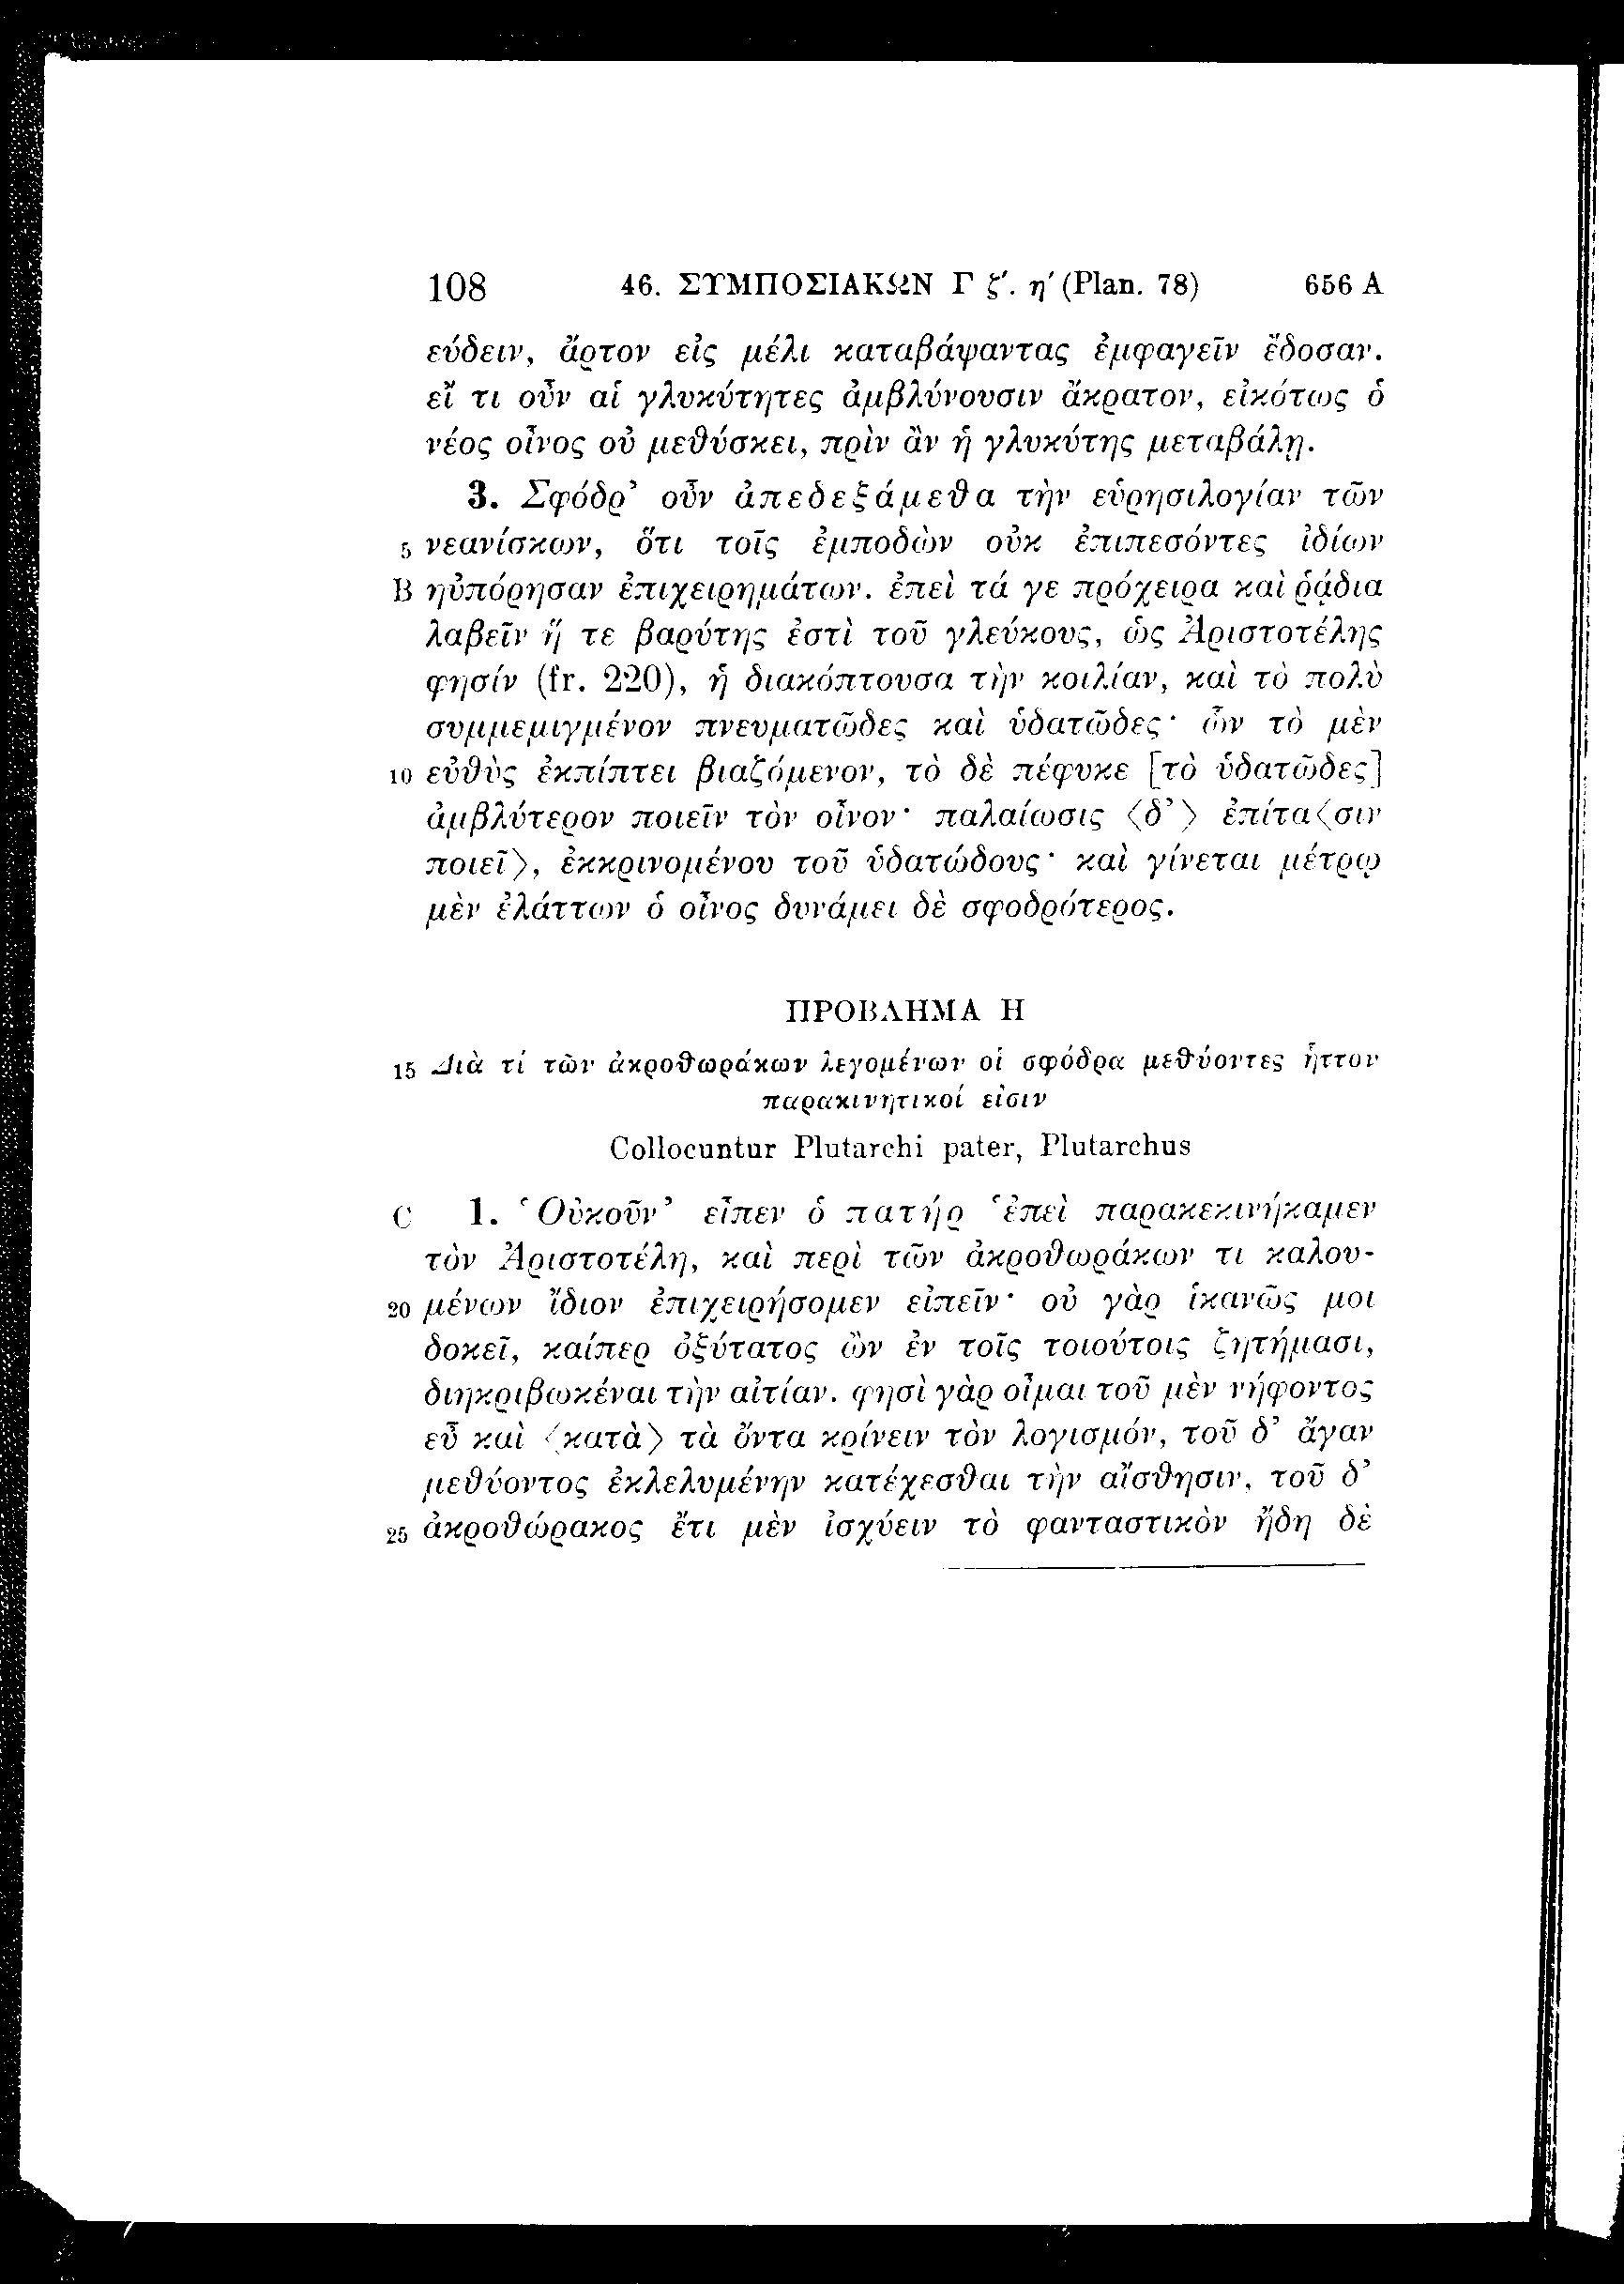 108 46. ΣΥΜΠΟΣΙΑΚΩΝ Γ ζ′. η′ (Plan. 78) 656 A
εύδειν, ἄρτον εἰς μέλι καταβάψαντας ἐμφαγεῖν ἔδοσαν.
εἴ τι οὖν αἱ γλυκύτητες ἀμβλύνουσιν ἄκρατον, εἰκότως ὁ
νέος οἶνος οὐ μεθύσκει, πρὶν ἂν ἡ γλυκύτης μεταβάλῃ.
3. Σφόδρ’ οὖν ἀπεδεξάμεθα τὴν εὑρησιλογίαν τῶν
5 νεανίσκων, ὅτι τοῖς ἐμποδὼν οὐκ ἐπιπεσόντες ἰδίων
B ηὐπόρησαν ἐπιχειρημάτων. ἐπεὶ τά γε πρόχειρα καὶ ῥᾴδια
λαβεῖν ἥ τε βαρύτης ἐστὶ τοῦ γλεύκους, ὡς Ἀριστοτέλης
φησίν (fr. 220), ἡ διακόπτουσα τὴν κοιλίαν, καὶ τὸ πολὺ
συμμεμιγμένον πνευματῶδες καὶ ὑδατῶδες· ὧν τὸ μὲν
10 εὐθὺς ἐκπίπτει βιαζόμενον, τὸ δὲ πέφυκε [τὸ ὑδατῶδες]
ἀμβλύτερον ποιεῖν τὸν οἶνον· παλαίωσις ⟨δ’⟩ ἐπίτα⟨σιν
ποιεῖ⟩, ἐκκρινομένου τοῦ ὑδατώδους· καὶ γίνεται μέτρῳ
μὲν ἐλάττων ὁ οἶνος δυνάμει δὲ σφοδρότερος.
ΠΡΟΒΛΗΜΑ Η
15 Διὰ τί τῶν ἀκροθωράκων λεγομένων οἱ σφόδρα μεθύοντες ἧττον
παρακινητικοί εἰσιν
Collocuntur Plutarchi pater, Plutarchus
C 1. ‘Οὐκοῦν’ εἶπεν ὁ πατήρ ‘ἐπεὶ παρακεκινήκαμεν
τὸν Ἀριστοτέλη, καὶ περὶ τῶν ἀκροθωράκων τι καλου-
20 μένων ἴδιον ἐπιχειρήσομεν εἰπεῖν· οὐ γὰρ ἱκανῶς μοι
δοκεῖ, καίπερ ὀξύτατος ὢν ἐν τοῖς τοιούτοις ζητήμασι,
διηκριβωκέναι τὴν αἰτίαν. φησὶ γὰρ οἶμαι τοῦ μὲν νήφοντος
εὖ καὶ ⟨κατὰ⟩ τὰ ὄντα κρίνειν τὸν λογισμόν, τοῦ δ’ ἄγαν
μεθύοντος ἐκλελυμένην κατέχεσθαι τὴν αἴσθησιν, τοῦ δ’
25 ἀκροθώρακος ἔτι μὲν ἰσχύειν τὸ φανταστικὸν ἤδη δὲ